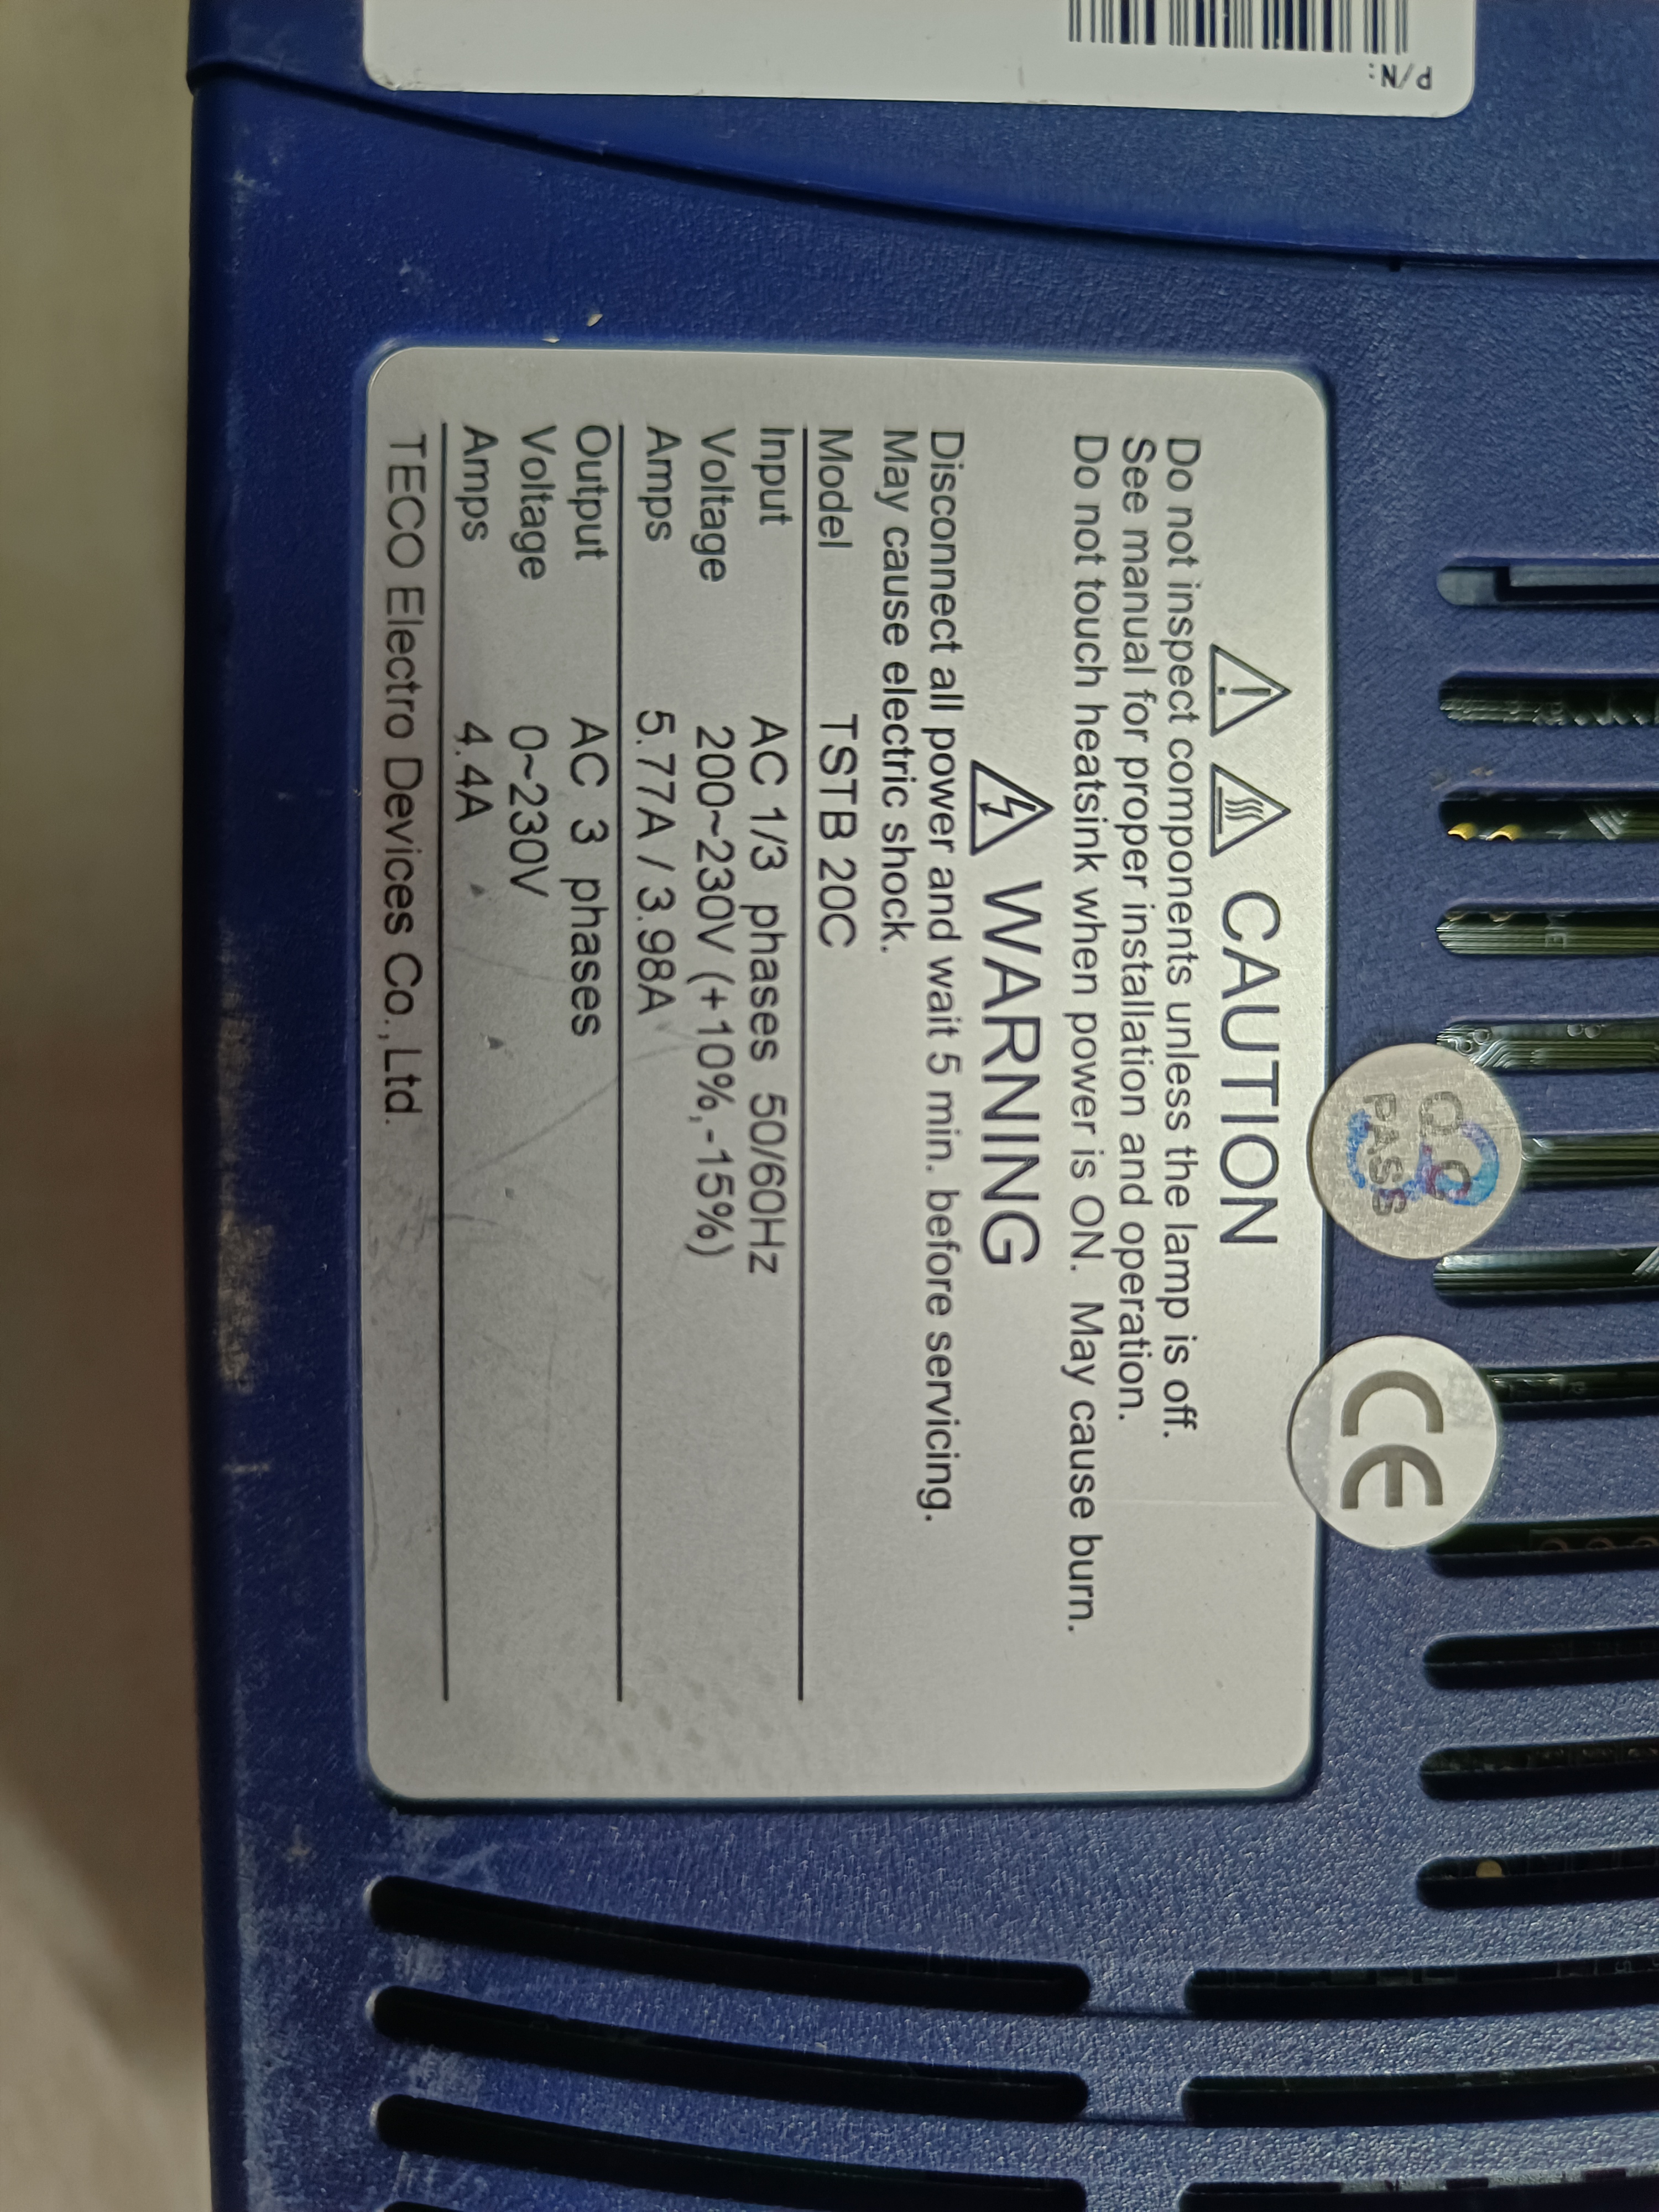 P/N:
CAUTION
Do not inspect components unless the lamp is off.
See manual for proper installation and operation.
Do not touch heatsink when power is ON. May cause burn.
WARNING
Disconnect all power and wait 5 min. before servicing.
May cause electric shock.
Model TSTB 20C
Input AC 1/3 phases 50/60Hz
Voltage 200~230V (+10%,-15%)
Amps 5.77A / 3.98A
Output AC 3 phases
Voltage 0~230V
Amps 4.4A
TECO Electro Devices Co.,Ltd.
Q.C
PASS
CE